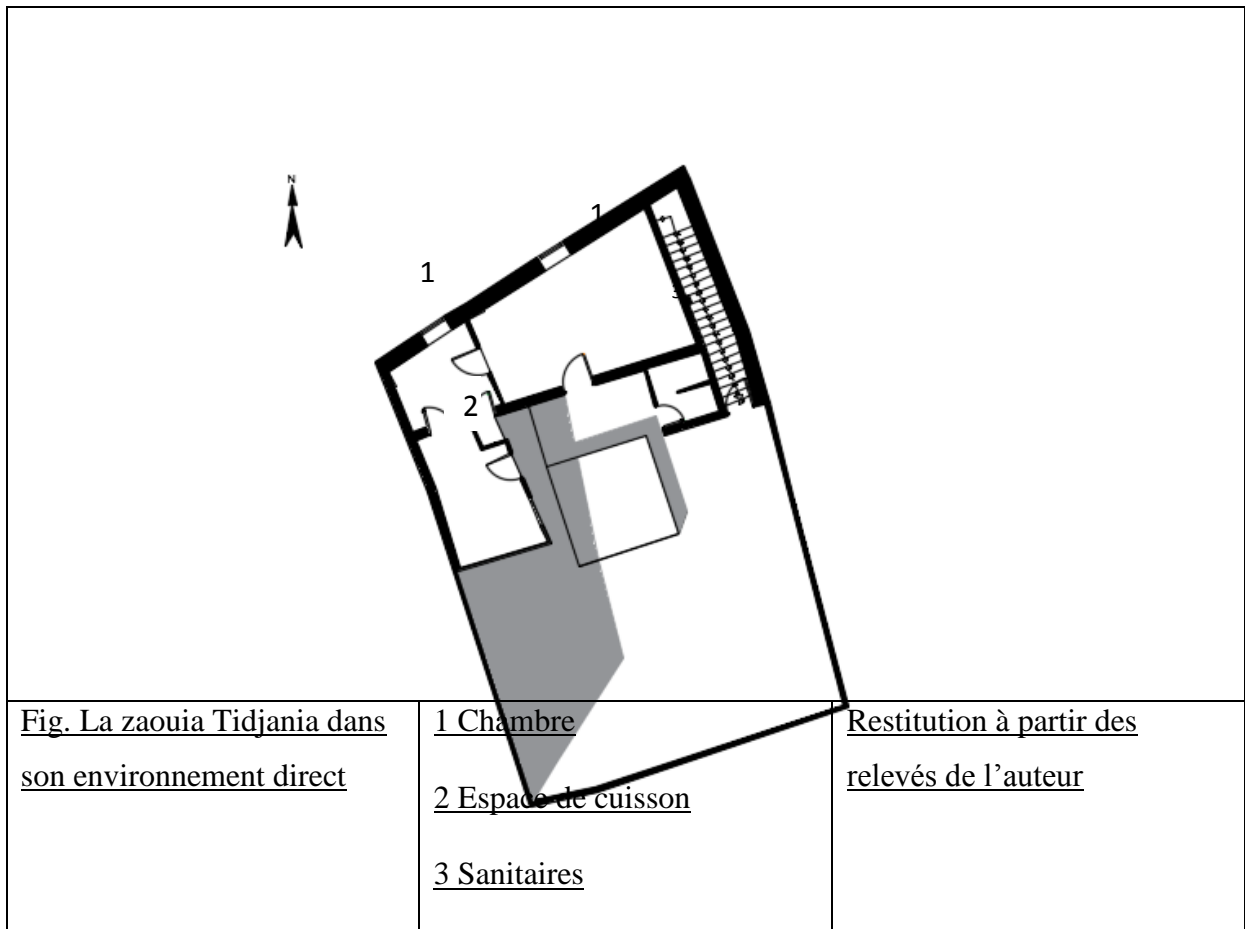 N
1
1
3
2
Fig. La zaouia Tidjania dans
son environnement direct
1 Chambre
2 Espace de cuisson
3 Sanitaires
Restitution à partir des
relevés de l’auteur